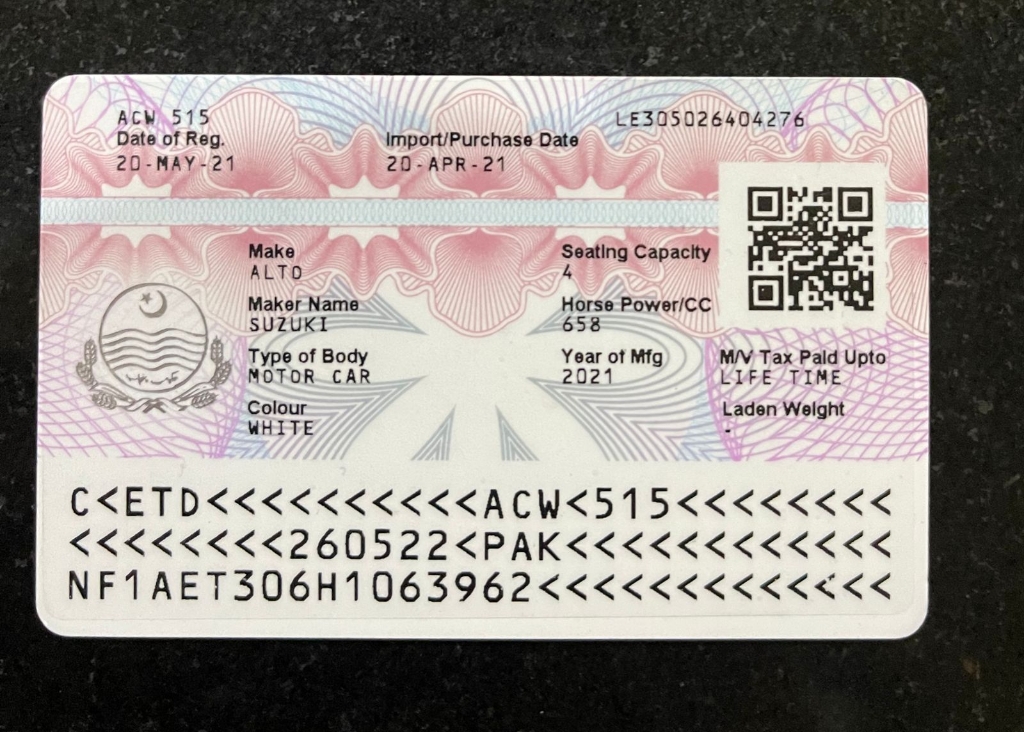 ACW 515
LE305026404276
Date of Reg.
Import/Purchase Date
20-MAY-21
20-APR-21
Make
Seating Capacity
ALTO
4
Maker Name
Horse Power/CC
SUZUKI
658
Type of Body
Year of Mfg
M/V Tax Paid Upto
MOTOR CAR
2021
LIFE TIME
Colour
Laden Weight
WHITE
-
C<ETD<<<<<<<<<<ACW<515<<<<<<<<
<<<<<<<<260522<PAK<<<<<<<<<<<<
NF1AET306H1063962<<<<<<<<<<<<<